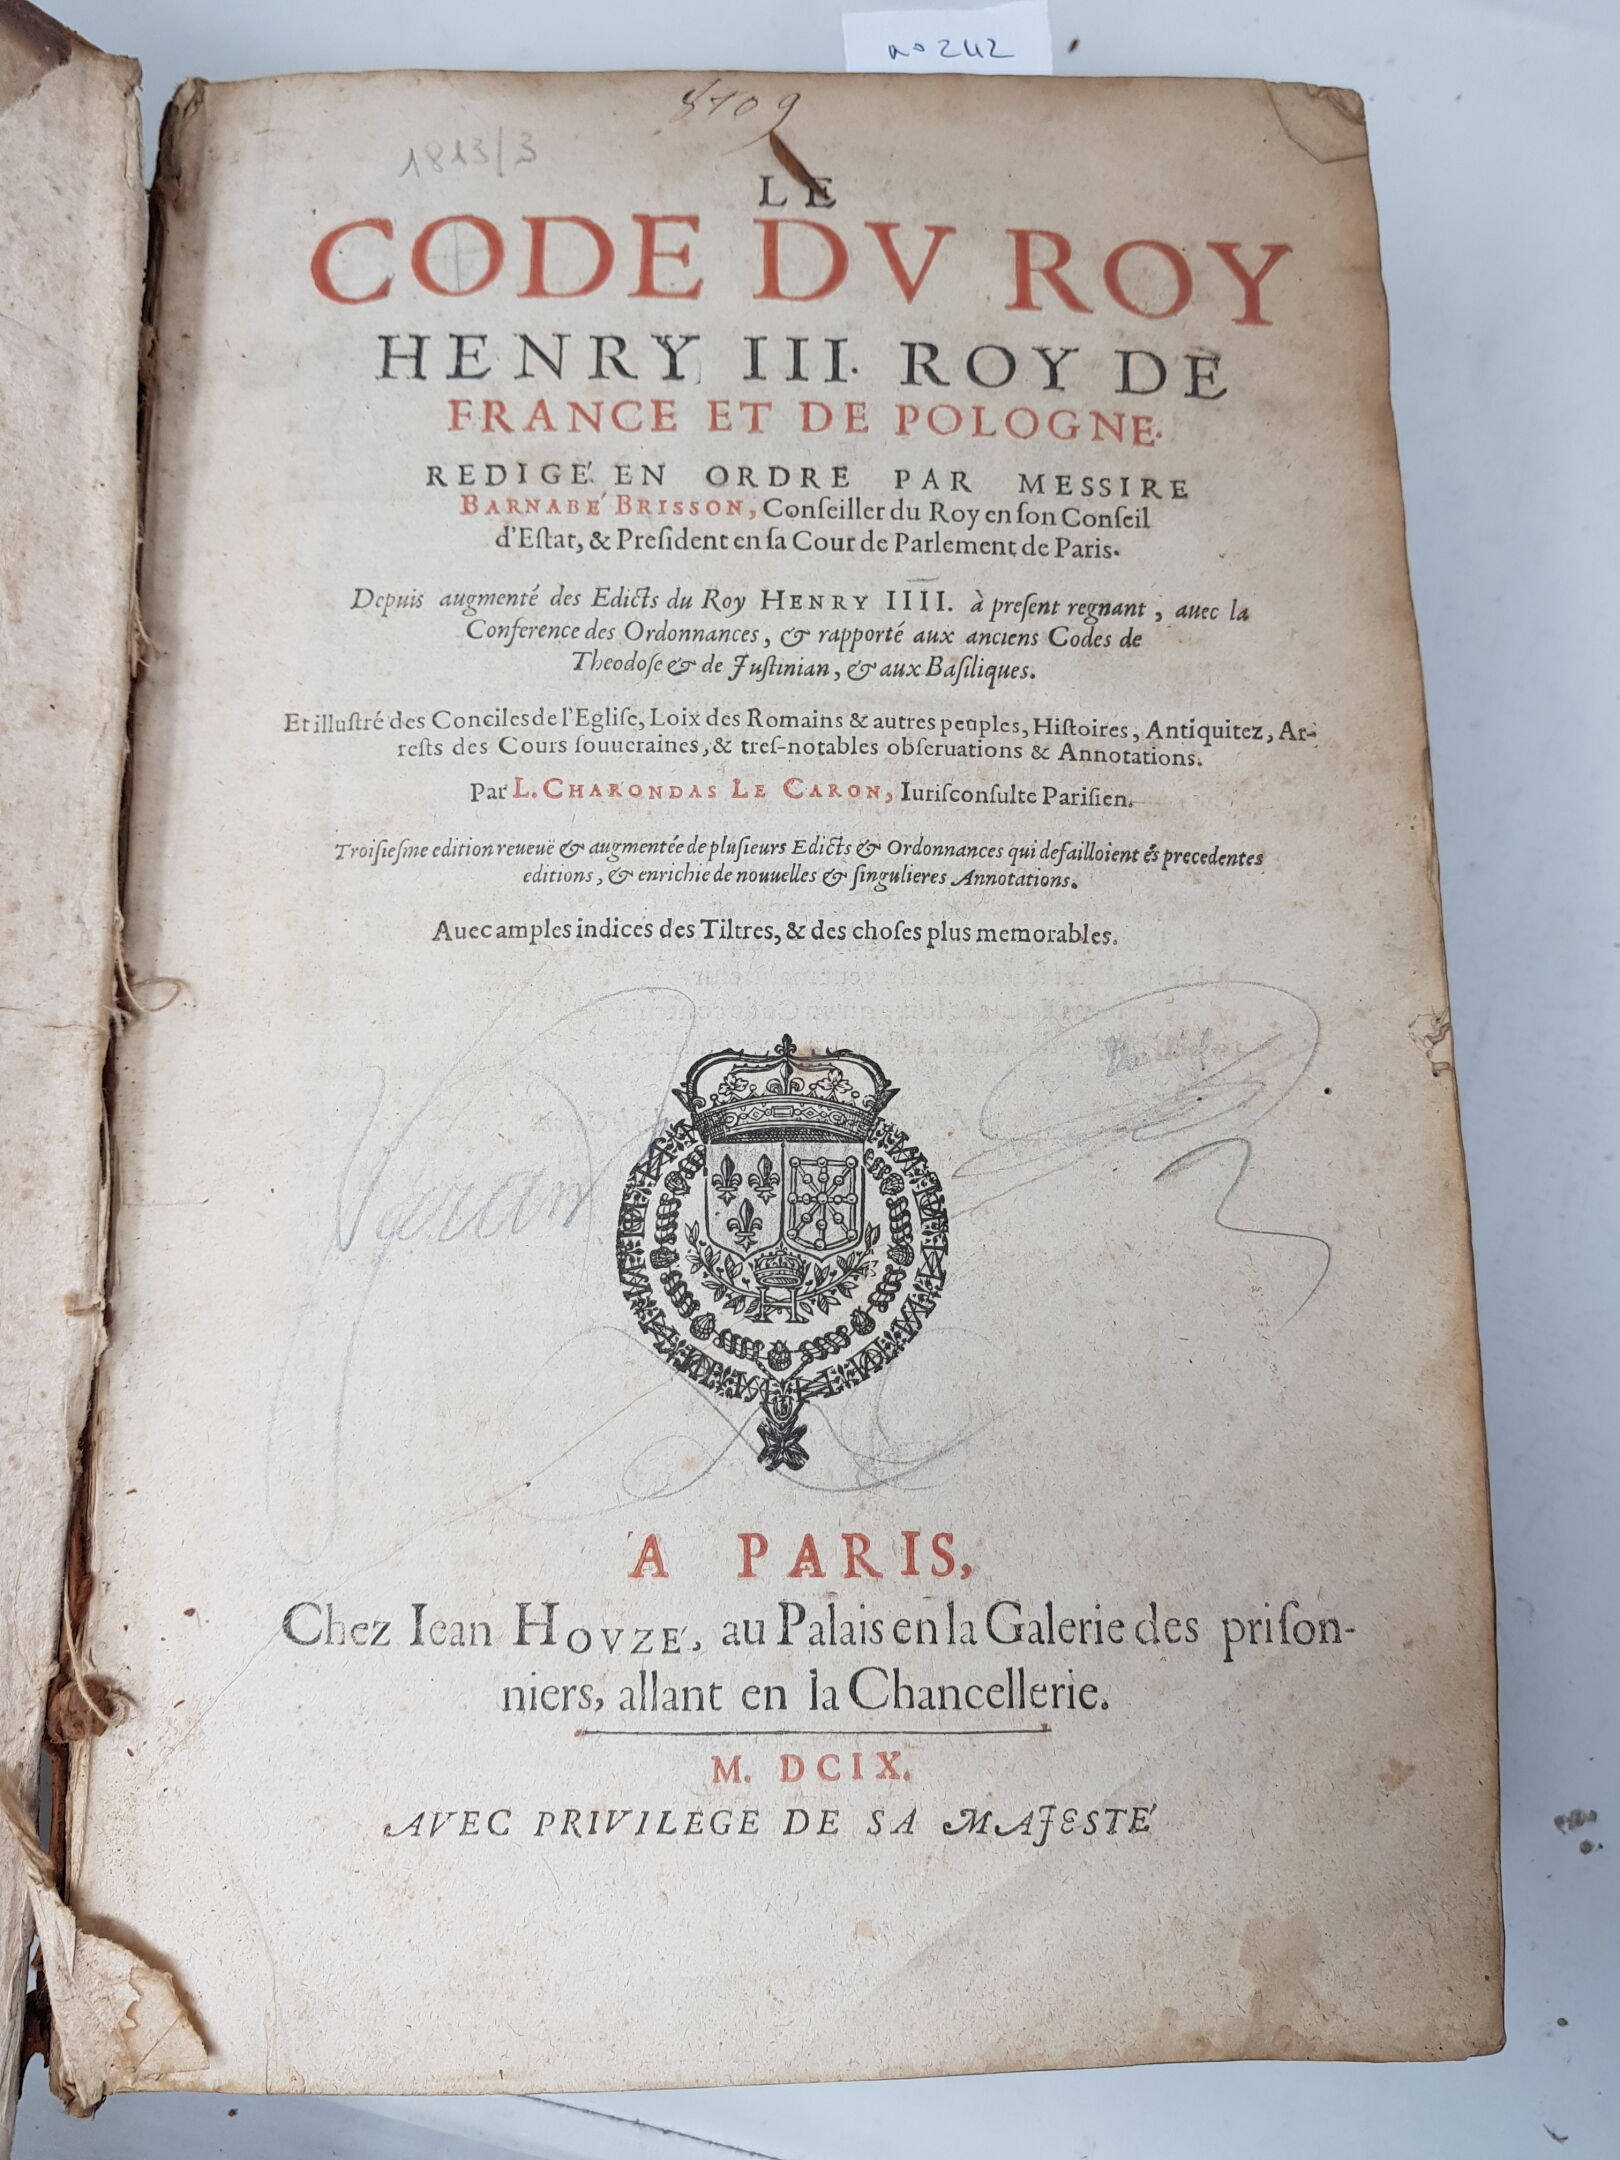 n° 242
5109
1813/3
LE
CODE DV ROY
HENRY III. ROY DE
FRANCE ET DE POLOGNE.
REDIGE' EN ORDRE PAR MESSIRE
BARNABE' BRISSON, Conſeiller du Roy en ſon Conſeil
d'Eſtat, & Preſident en ſa Cour de Parlement de Paris.
Depuis augmenté des Edicts du Roy HENRY IIII. à preſent regnant, auec la
Conference des Ordonnances, & rapporté aux anciens Codes de
Theodoſe & de Juſtinian, & aux Baſiliques.
Et illuſtré des Conciles de l'Egliſe, Loix des Romains & autres peuples, Hiſtoires, Antiquitez, Ar-
reſts des Cours ſouueraines, & treſ-notables obſeruations & Annotations.
Par L. CHARONDAS LE CARON, Iuriſconſulte Pariſien.
Troiſieſme edition reueuë & augmentée de pluſieurs Edicts & Ordonnances qui defailloient és precedentes
editions, & enrichie de nouuelles & ſingulieres Annotations.
Auec amples indices des Tiltres, & des choſes plus memorables.
A PARIS,
Chez Iean HOVZE', au Palais en la Galerie des priſon-
niers, allant en la Chancellerie.
M. DCIX.
AVEC PRIVILEGE DE SA MAJESTE'